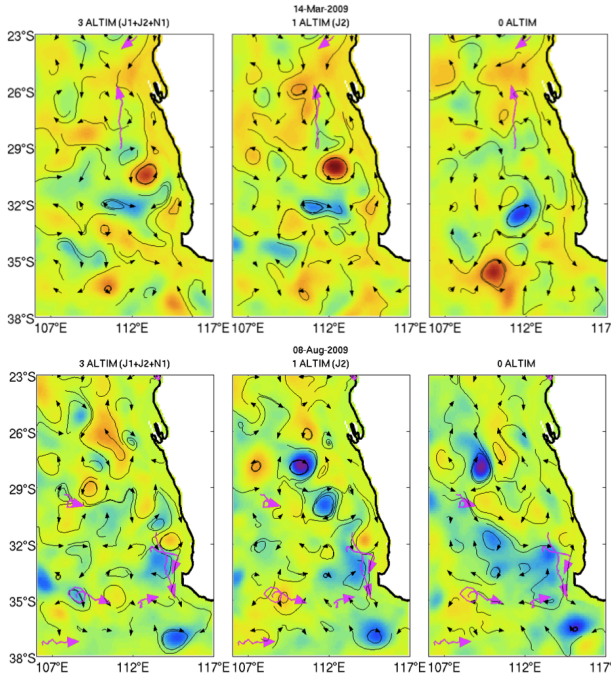 14-Mar-2009
3 ALTIM (J1+J2+N1)
1 ALTIM (J2)
0 ALTIM
23°S
26°S
29°S
32°S
35°S
38°S
107°E
112°E
117°E
107°E
112°E
117°E
107°E
112°E
117°E
08-Aug-2009
3 ALTIM (J1+J2+N1)
1 ALTIM (J2)
0 ALTIM
23°S
26°S
29°S
32°S
35°S
38°S
107°E
112°E
117°E
107°E
112°E
117°E
107°E
112°E
117°E